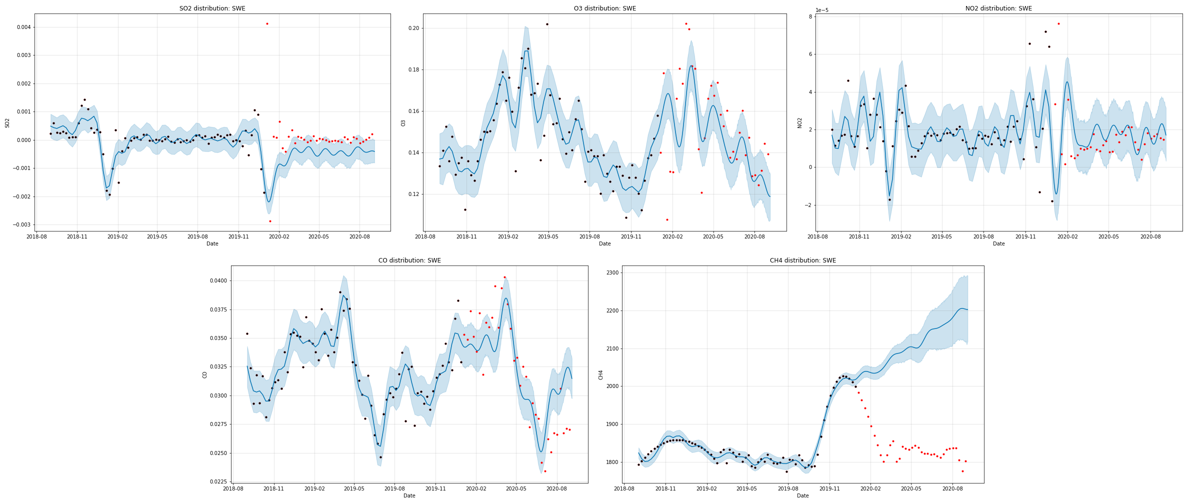 SO2 distribution: SWE
0.004
0.003
0.002
0.001
0.000
−0.001
−0.002
−0.003
SO2
2018-08 2018-11 2019-02 2019-05 2019-08 2019-11 2020-02 2020-05 2020-08
Date
O3 distribution: SWE
0.20
0.18
0.16
0.14
0.12
O3
2018-08 2018-11 2019-02 2019-05 2019-08 2019-11 2020-02 2020-05 2020-08
Date
NO2 distribution: SWE
1e−5
8
6
4
2
0
−2
NO2
2018-08 2018-11 2019-02 2019-05 2019-08 2019-11 2020-02 2020-05 2020-08
Date
CO distribution: SWE
0.0400
0.0375
0.0350
0.0325
0.0300
0.0275
0.0250
0.0225
CO
2018-08 2018-11 2019-02 2019-05 2019-08 2019-11 2020-02 2020-05 2020-08
Date
CH4 distribution: SWE
2300
2200
2100
2000
1900
1800
CH4
2018-08 2018-11 2019-02 2019-05 2019-08 2019-11 2020-02 2020-05 2020-08
Date